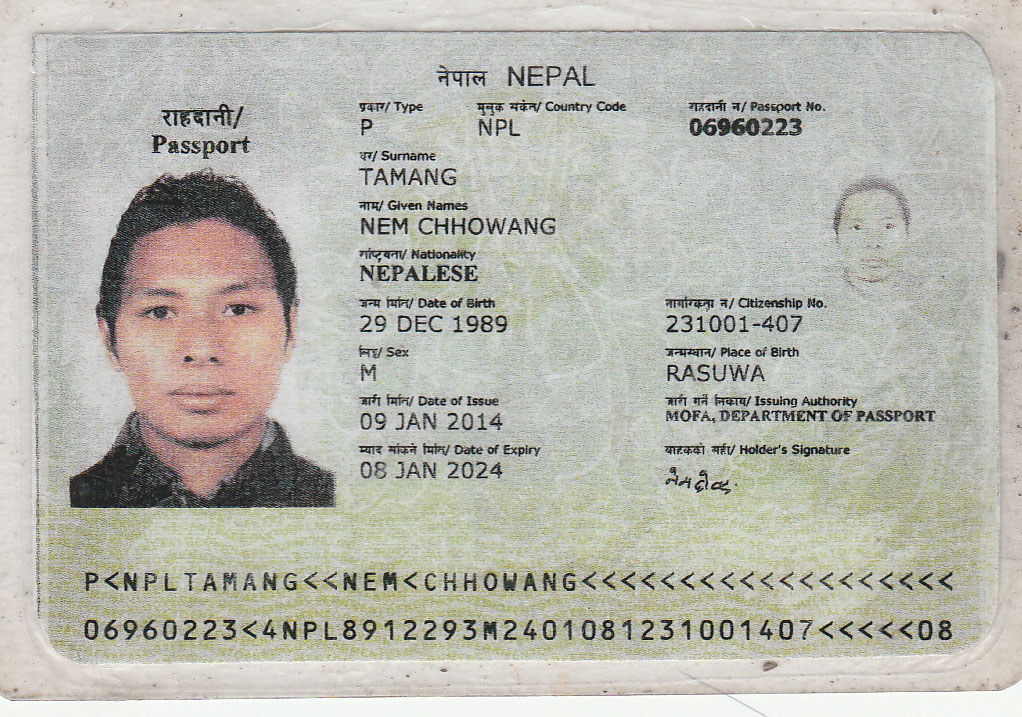 नेपाल NEPAL
राहदानी/
Passport
प्रकार/ Type
मुलुक संकेत/ Country Code
राहदानी नं/ Passport No.
P
NPL
06960223
थर/ Surname
TAMANG
नाम/ Given Names
NEM CHHOWANG
राष्ट्रियता/ Nationality
NEPALESE
जन्म मिति/ Date of Birth
नागरिकता नं/ Citizenship No.
29 DEC 1989
231001-407
लिङ्ग/ Sex
जन्मस्थान/ Place of Birth
M
RASUWA
जारी मिति/ Date of Issue
जारी गर्ने निकाय/ Issuing Authority
09 JAN 2014
MOFA, DEPARTMENT OF PASSPORT
म्याद सकिने मिति/ Date of Expiry
वाहकको सही/ Holder's Signature
08 JAN 2024
P<NPLTAMANG<<NEM<CHHOWANG<<<<<<<<<<<<<<<<<<<
06960223<4NPL8912293M2401081231001407<<<<<08